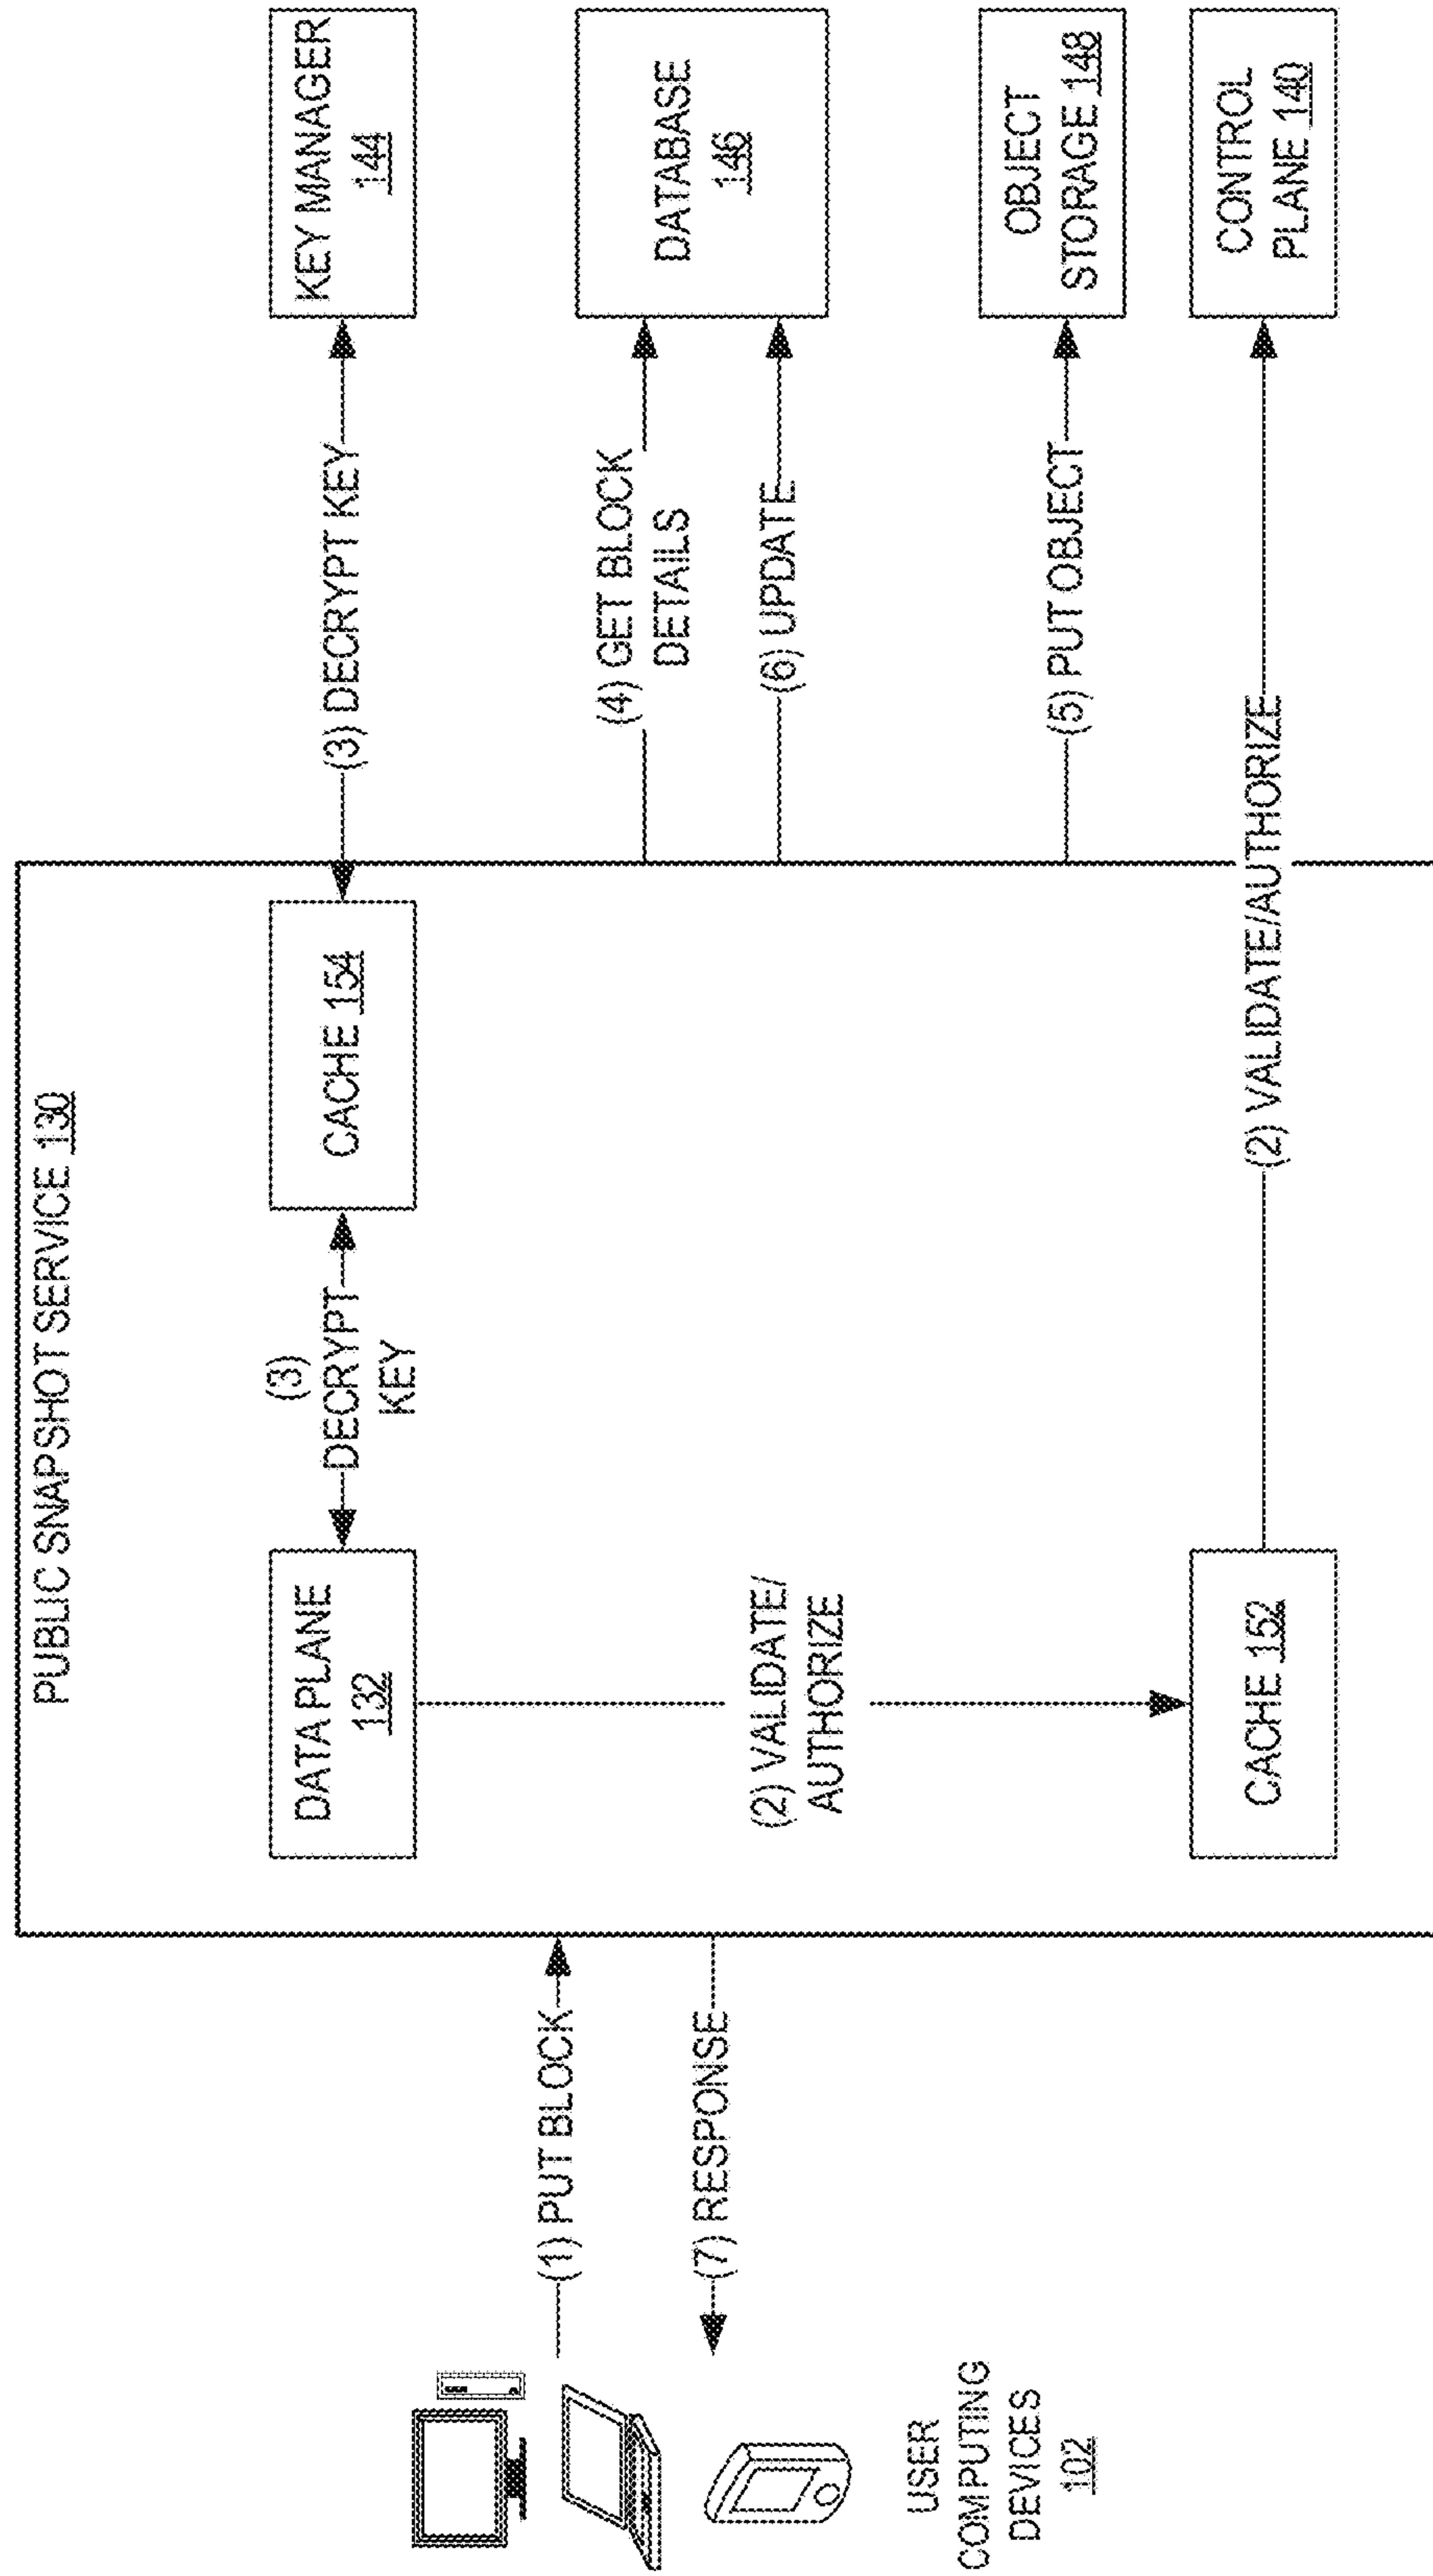 PUBLIC SNAPSHOT SERVICE 130
KEY MANAGER
144
(3) DECRYPT KEY
CACHE 154
(3)
DECRYPT
KEY
DATA PLANE
132
(1) PUT BLOCK
(7) RESPONSE
USER
COMPUTING
DEVICES
102
(2) VALIDATE/
AUTHORIZE
(4) GET BLOCK
DETAILS
(6) UPDATE
DATABASE
146
(5) PUT OBJECT
OBJECT
STORAGE 148
CACHE 152
(2) VALIDATE/AUTHORIZE
CONTROL
PLANE 140